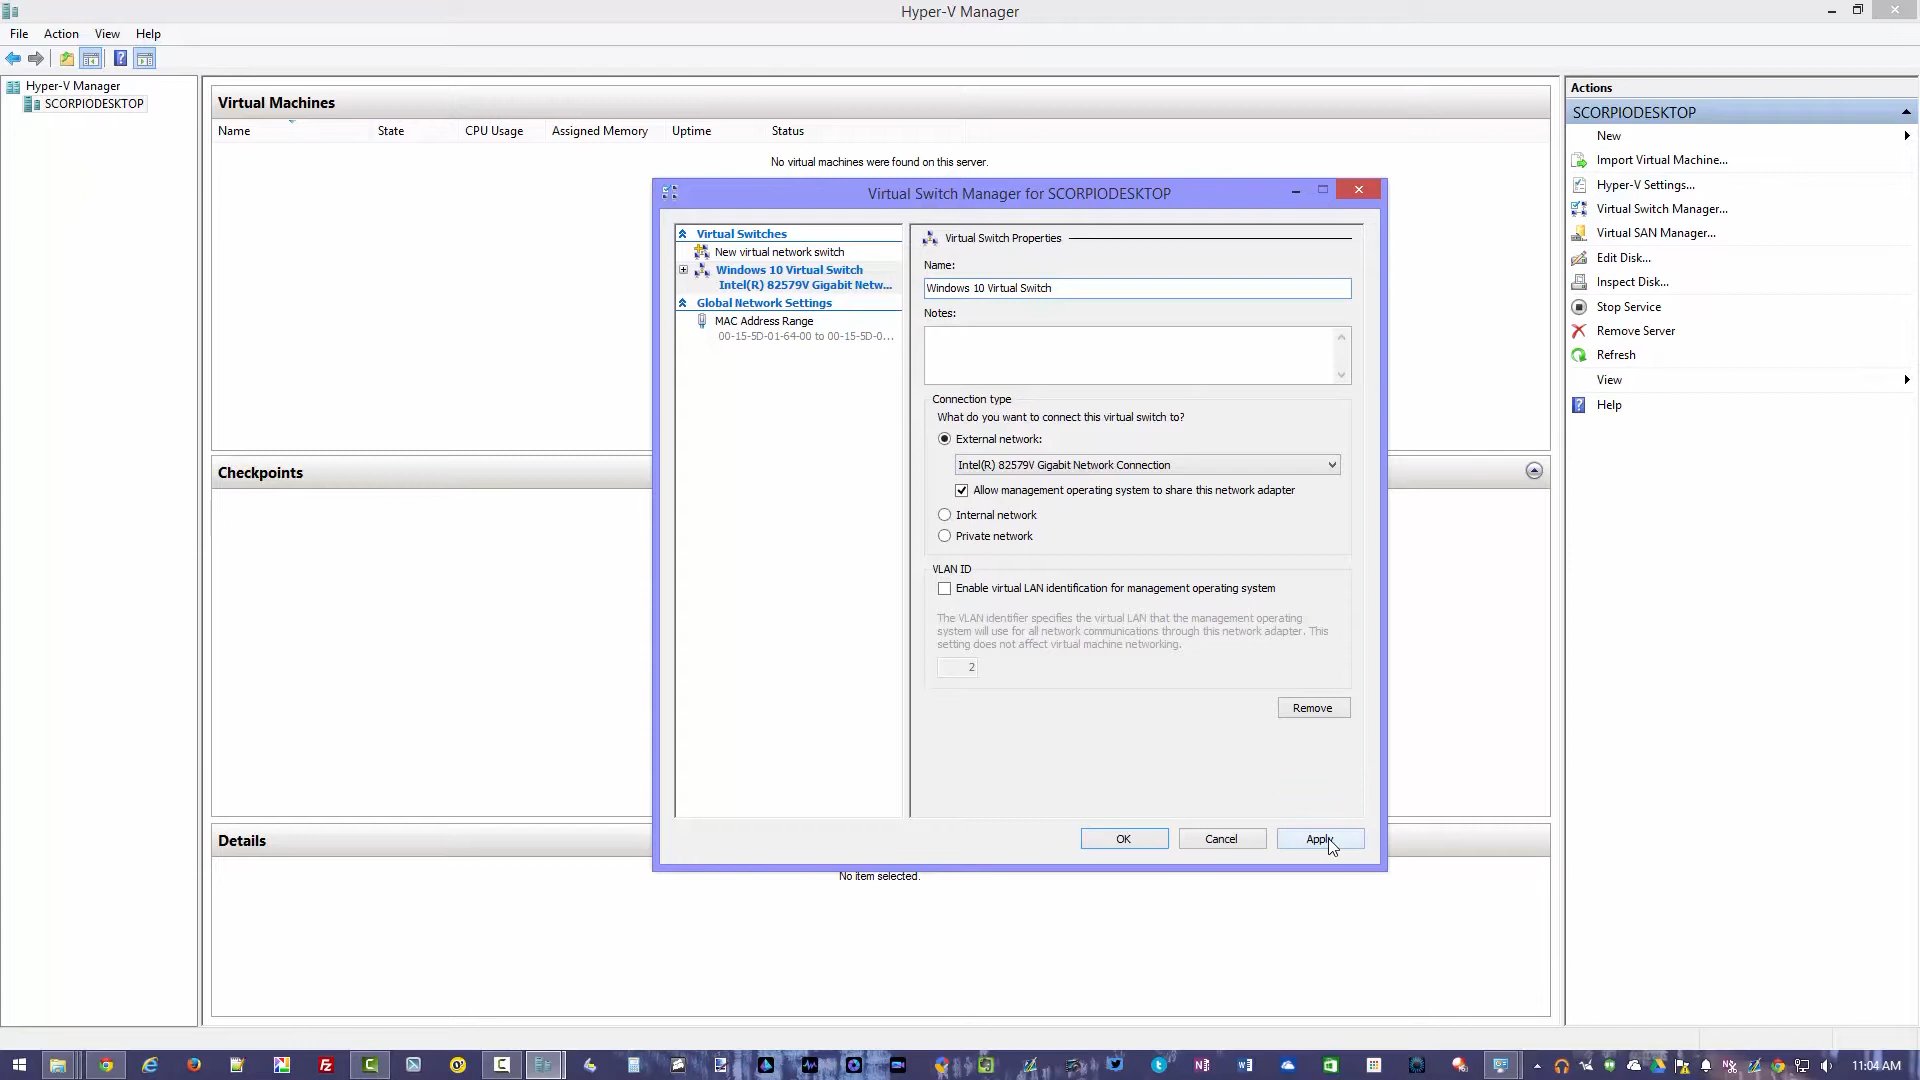 Hyper-V Manager
File Action View Help
Hyper-V Manager
SCORPIODESKTOP
Virtual Machines
Name State CPU Usage Assigned Memory Uptime Status
No virtual machines were found on this server.
Checkpoints
Details
No item selected.
Virtual Switch Manager for SCORPIODESKTOP
Virtual Switches
New virtual network switch
Windows 10 Virtual Switch
Intel(R) 82579V Gigabit Netw...
Global Network Settings
MAC Address Range
00-15-5D-01-64-00 to 00-15-5D-0...
Virtual Switch Properties
Name:
Windows 10 Virtual Switch
Notes:
Connection type
What do you want to connect this virtual switch to?
External network:
Intel(R) 82579V Gigabit Network Connection
Allow management operating system to share this network adapter
Internal network
Private network
VLAN ID
Enable virtual LAN identification for management operating system
The VLAN identifier specifies the virtual LAN that the management operating
system will use for all network communications through this network adapter. This
setting does not affect virtual machine networking.
2
Remove
OK Cancel Apply
Actions
SCORPIODESKTOP
New
Import Virtual Machine...
Hyper-V Settings...
Virtual Switch Manager...
Virtual SAN Manager...
Edit Disk...
Inspect Disk...
Stop Service
Remove Server
Refresh
View
Help
11:04 AM